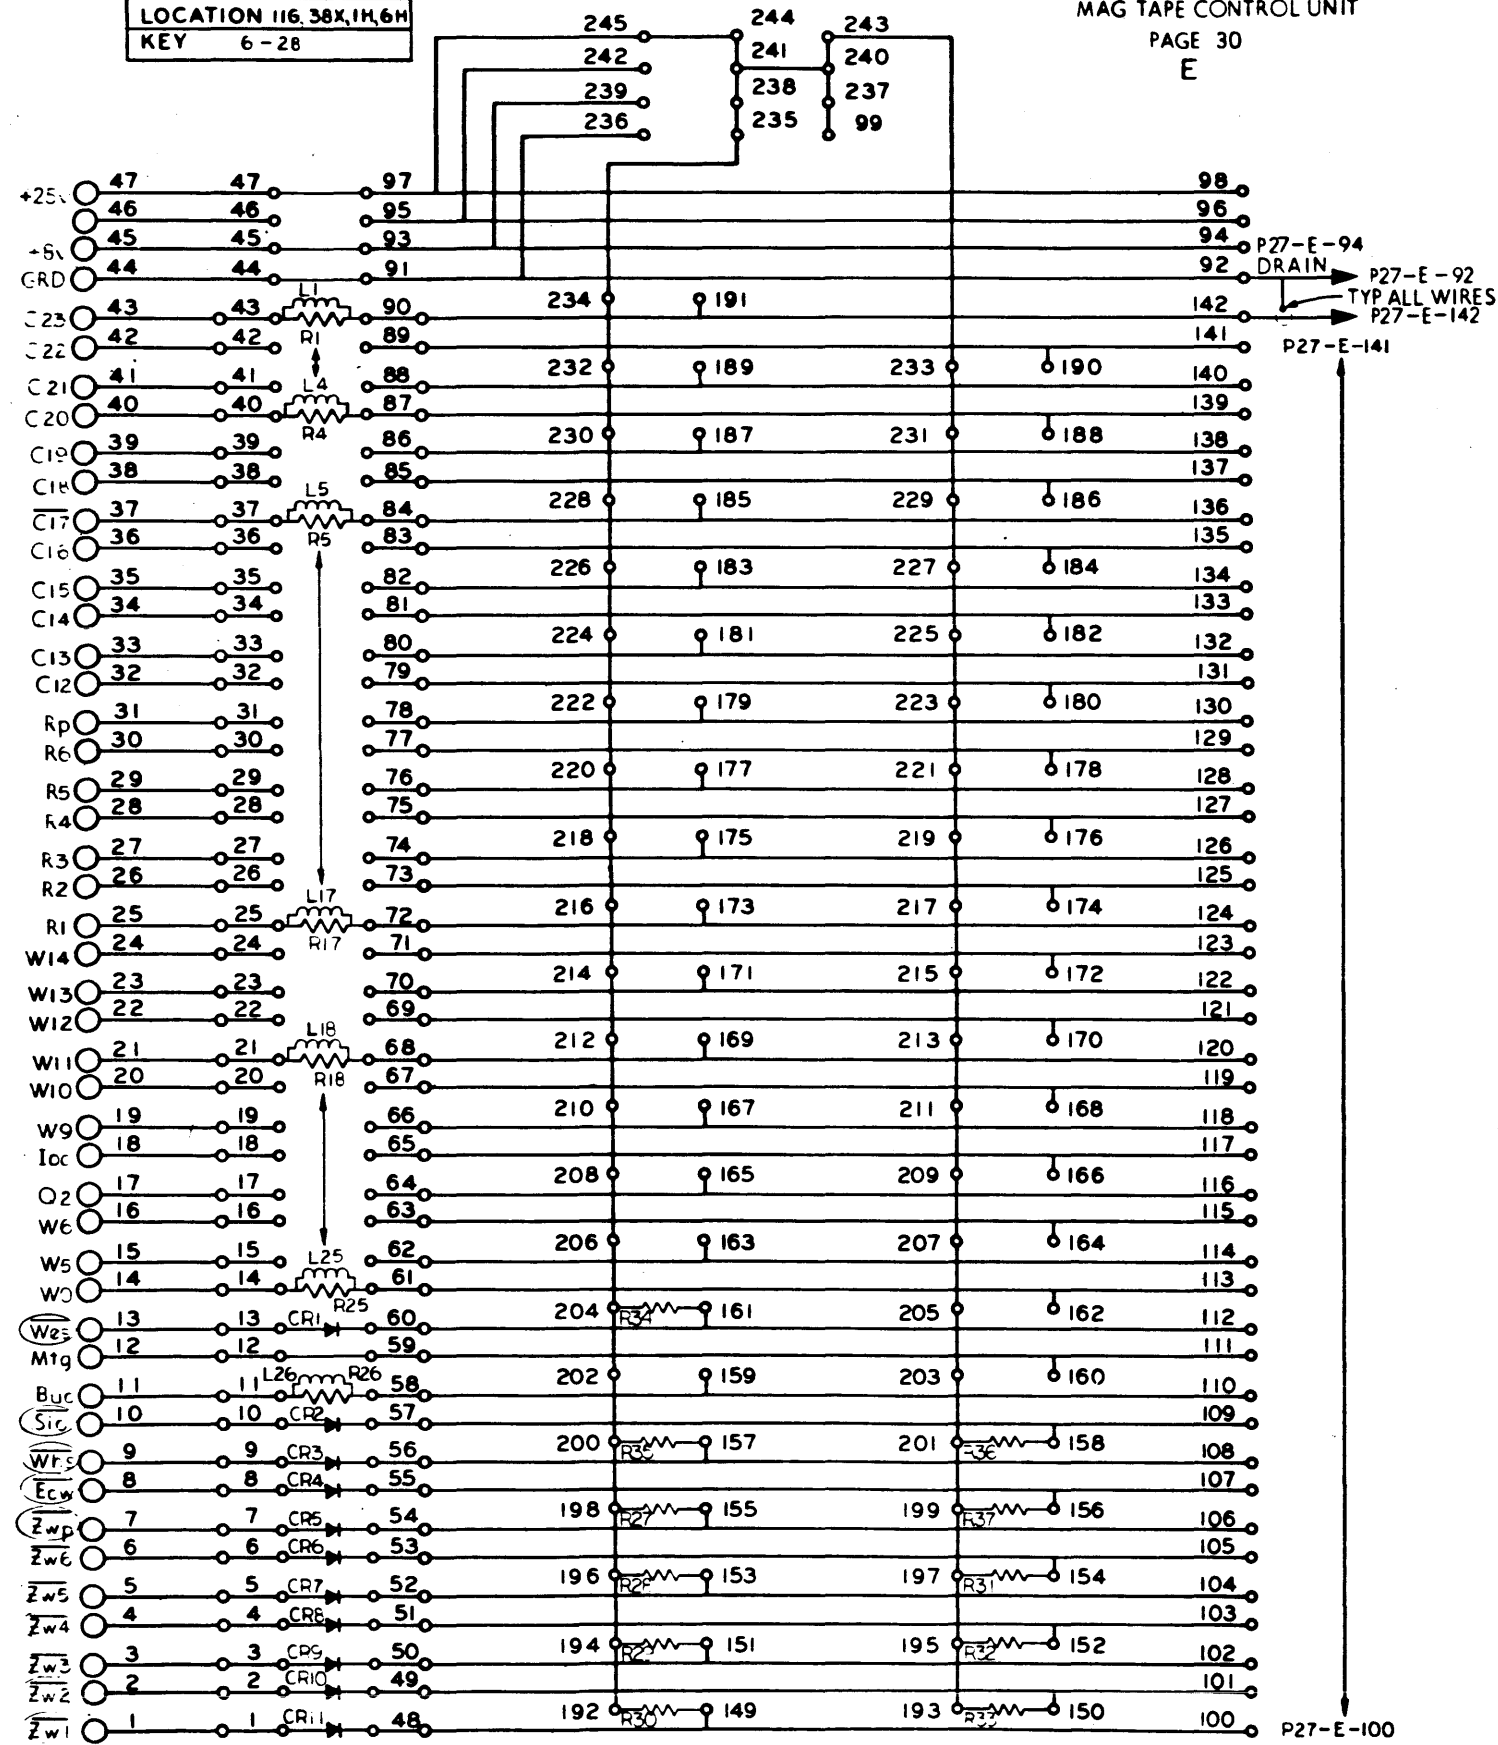 LOCATION 116, 38X, 1H, 6H
KEY 6-28
MAG TAPE CONTROL UNIT
PAGE 30
E
245 244 243
242 241 240
239 238 237
236 235 99
47 47 97 98
46 46 95 96
+8v 45 45 93 94 P27-E-94
GRD 44 44 91 92 DRAIN P27-E-92
L1 234 191 TYP ALL WIRES
C23 43 43 90 142 P27-E-142
R1
C22 42 42 89 141 P27-E-141
232 189 233 190
C21 41 41 88 140
L4
C20 40 40 87 139
R4 230 187 231 188
C19 39 39 86 138
C18 38 38 85 137
L5 228 185 229 186
C17 37 37 84 136
R5
C16 36 36 83 135
226 183 227 184
C15 35 35 82 134
C14 34 34 81 133
224 181 225 182
C13 33 33 80 132
C12 32 32 79 131
222 179 223 180
Rp 31 31 78 130
R6 30 30 77 129
220 177 221 178
R5 29 29 76 128
R4 28 28 75 127
218 175 219 176
R3 27 27 74 126
R2 26 26 73 125
L17 216 173 217 174
R1 25 25 72 124
R17
W14 24 24 71 123
214 171 215 172
W13 23 23 70 122
W12 22 22 69 121
L18 212 169 213 170
W11 21 21 68 120
R18
W10 20 20 67 119
210 167 211 168
W9 19 19 66 118
Ioc 18 18 65 117
208 165 209 166
Q2 17 17 64 116
W6 16 16 63 115
206 163 207 164
W5 15 15 62 114
L25
14 14 61 113
R25 204 R34 161 205 162
Wes 13 13 CR1 60 112
Mtg 12 12 59 111
L26 R26 202 159 203 160
Buc 11 11 58 110
Sic 10 10 CR2 57 109
200 R35 157 201 R36 158
9 9 CR3 56 108
Ecw 8 8 CR4 55 107
198 R27 155 199 R37 156
Zwp 7 7 CR5 54 106
Zw6 6 6 CR6 53 105
196 R28 153 197 R31 154
Zw5 5 5 CR7 52 104
Zw4 4 4 CR8 51 103
194 151 195 R32 152
Zw3 3 3 CR9 50 102
Zw2 2 2 CR10 49 101
192 R30 149 193 R33 150
Zw1 1 1 CR11 48 100 P27-E-100